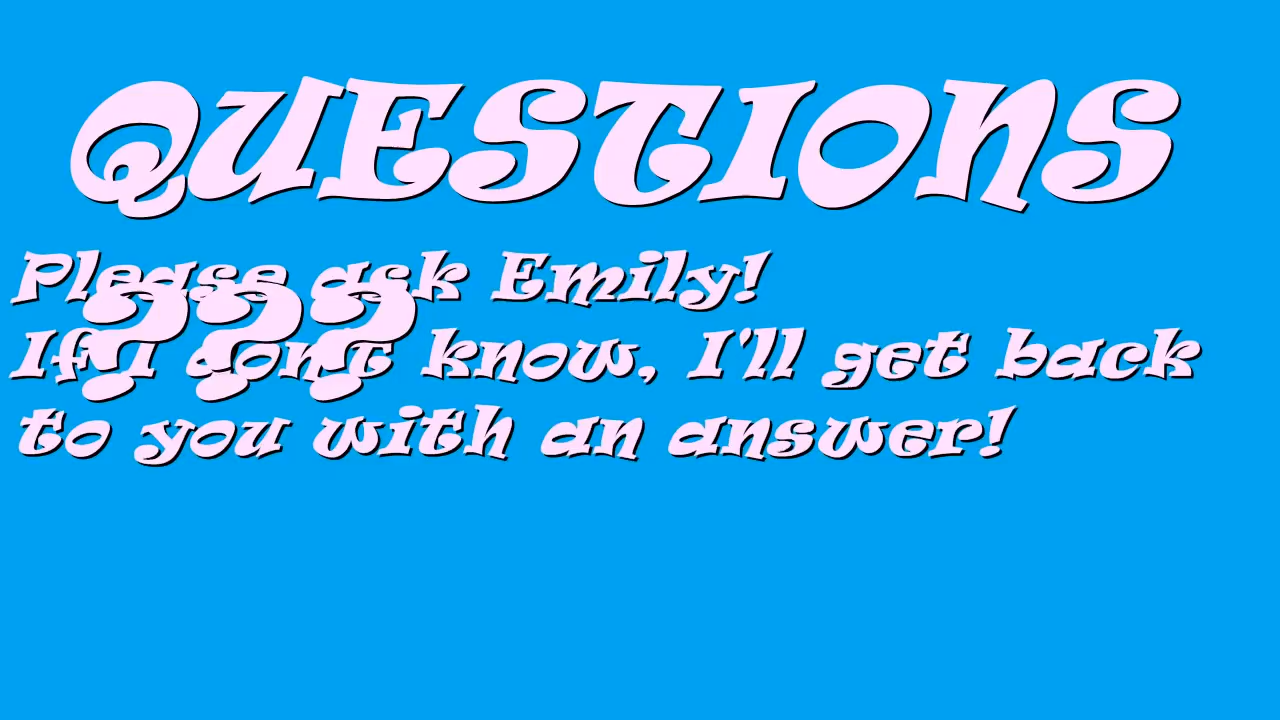 QUESTIONS
???
Please ask Emily!
If I don't know, I'll get back
to you with an answer!